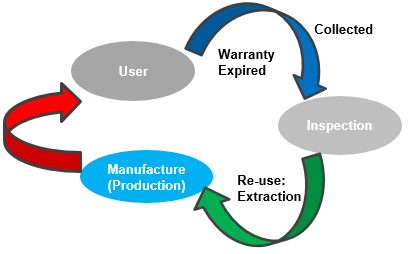 Collected
User
Warranty
Expired
Inspection
Manufacture
(Production)
Re-use:
Extraction